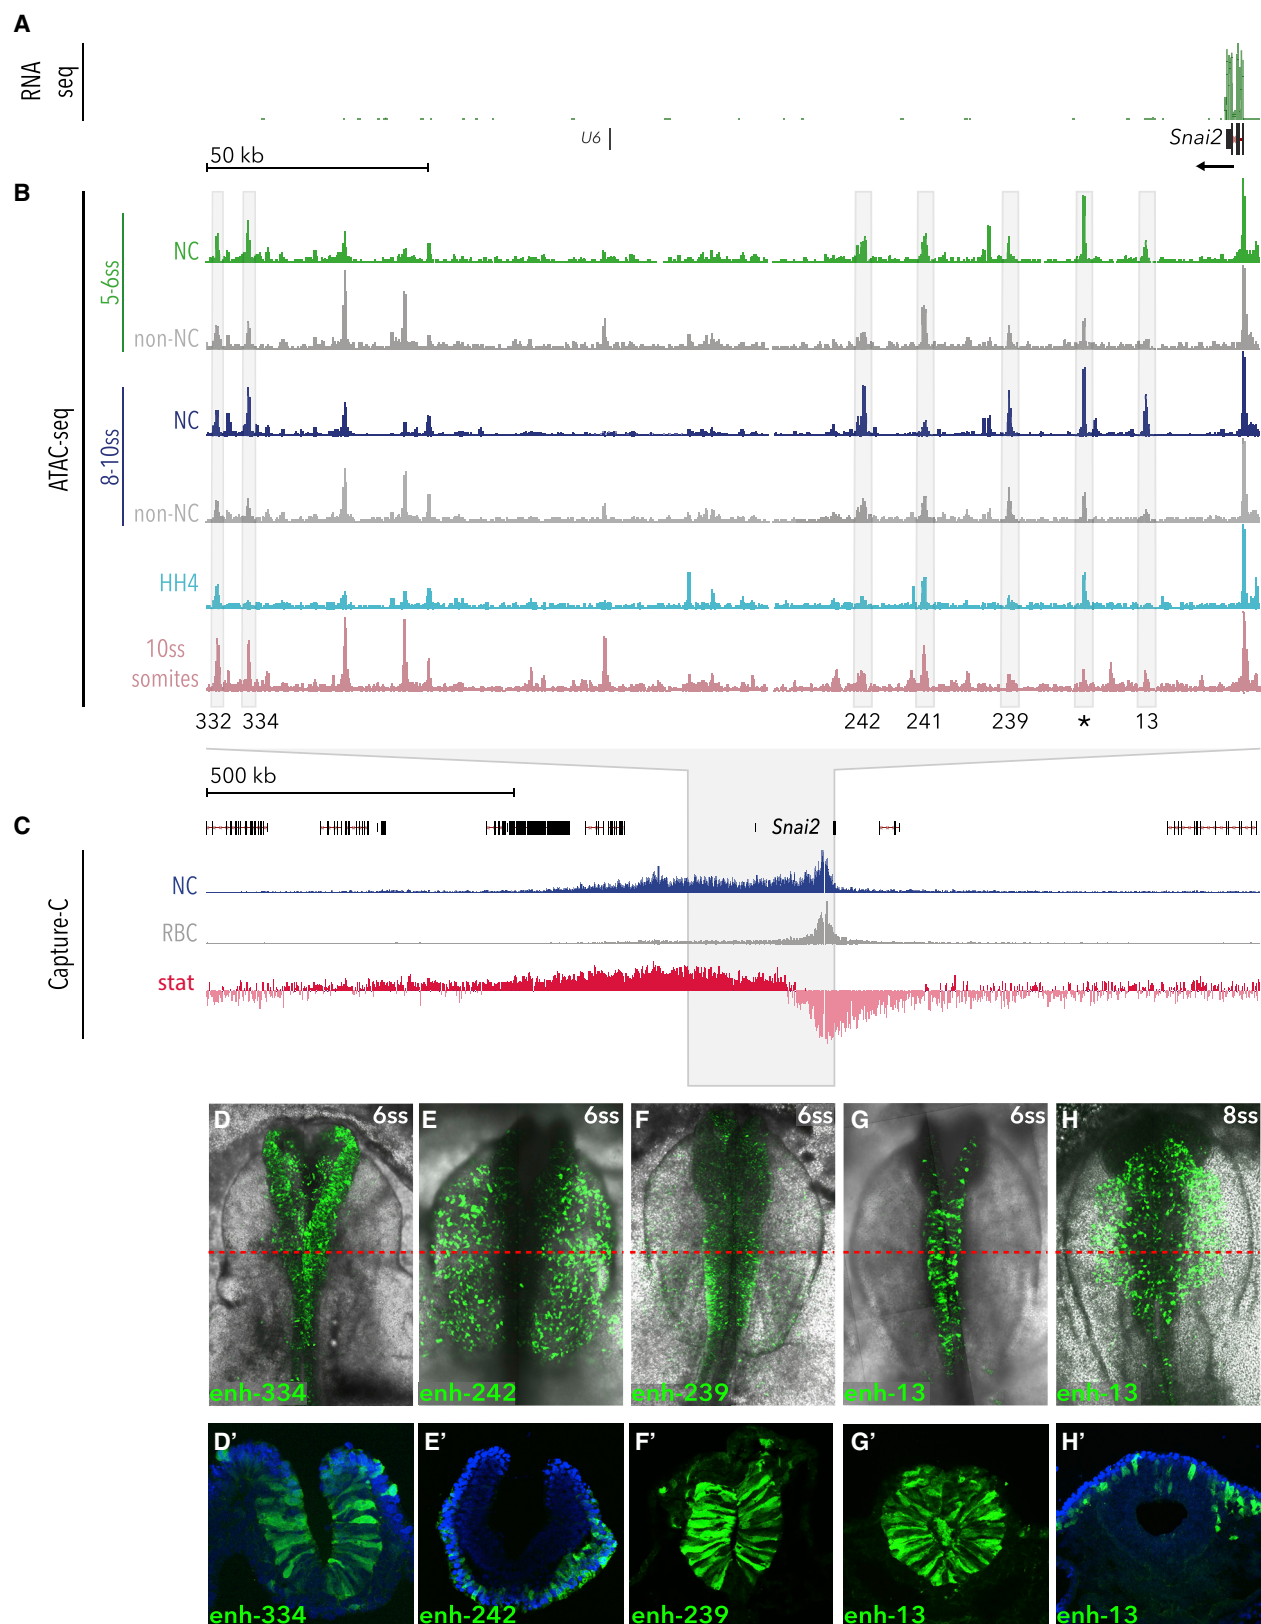 A
RNA
seq
U6
Snai2
50 kb
B
ATAC-seq
5-6ss
NC
non-NC
8-10ss
NC
non-NC
HH4
10ss
somites
332 334 242 241 239 * 13
500 kb
C
Snai2
Capture-C
NC
RBC
stat
D 6ss E 6ss F 6ss G 6ss H 8ss
enh-334 enh-242 enh-239 enh-13 enh-13
D’ E’ F’ G’ H’
enh-334 enh-242 enh-239 enh-13 enh-13